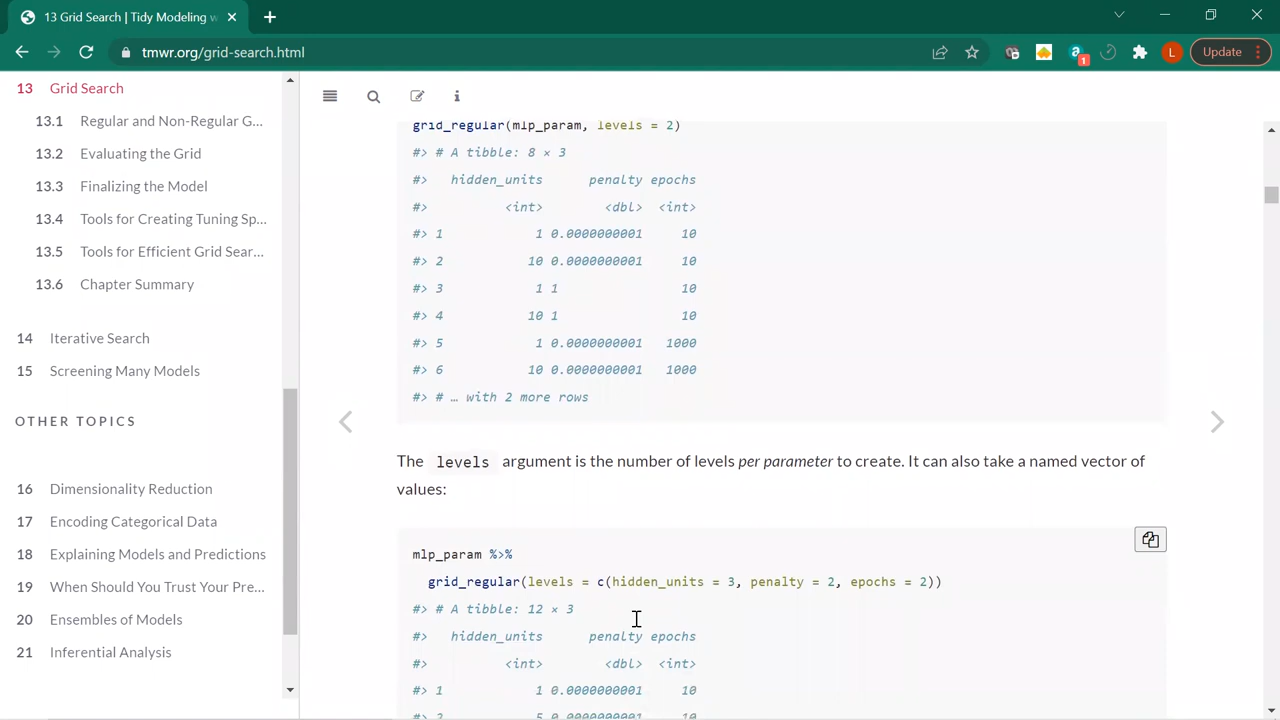 13 Grid Search | Tidy Modeling w
tmwr.org/grid-search.html
1
L
Update
13 Grid Search
13.1 Regular and Non-Regular G...
13.2 Evaluating the Grid
13.3 Finalizing the Model
13.4 Tools for Creating Tuning Sp...
13.5 Tools for Efficient Grid Sear...
13.6 Chapter Summary
14 Iterative Search
15 Screening Many Models
OTHER TOPICS
16 Dimensionality Reduction
17 Encoding Categorical Data
18 Explaining Models and Predictions
19 When Should You Trust Your Pre...
20 Ensembles of Models
21 Inferential Analysis
grid_regular(mlp_param, levels = 2)
#> # A tibble: 8 × 3
#> hidden_units penalty epochs
#> <int> <dbl> <int>
#> 1 1 0.0000000001 10
#> 2 10 0.0000000001 10
#> 3 1 1 10
#> 4 10 1 10
#> 5 1 0.0000000001 1000
#> 6 10 0.0000000001 1000
#> # … with 2 more rows
The levels argument is the number of levels per parameter to create. It can also take a named vector of
values:
mlp_param %>%
grid_regular(levels = c(hidden_units = 3, penalty = 2, epochs = 2))
#> # A tibble: 12 × 3
#> hidden_units penalty epochs
#> <int> <dbl> <int>
#> 1 1 0.0000000001 10
#> 2 5 0.0000000001 10